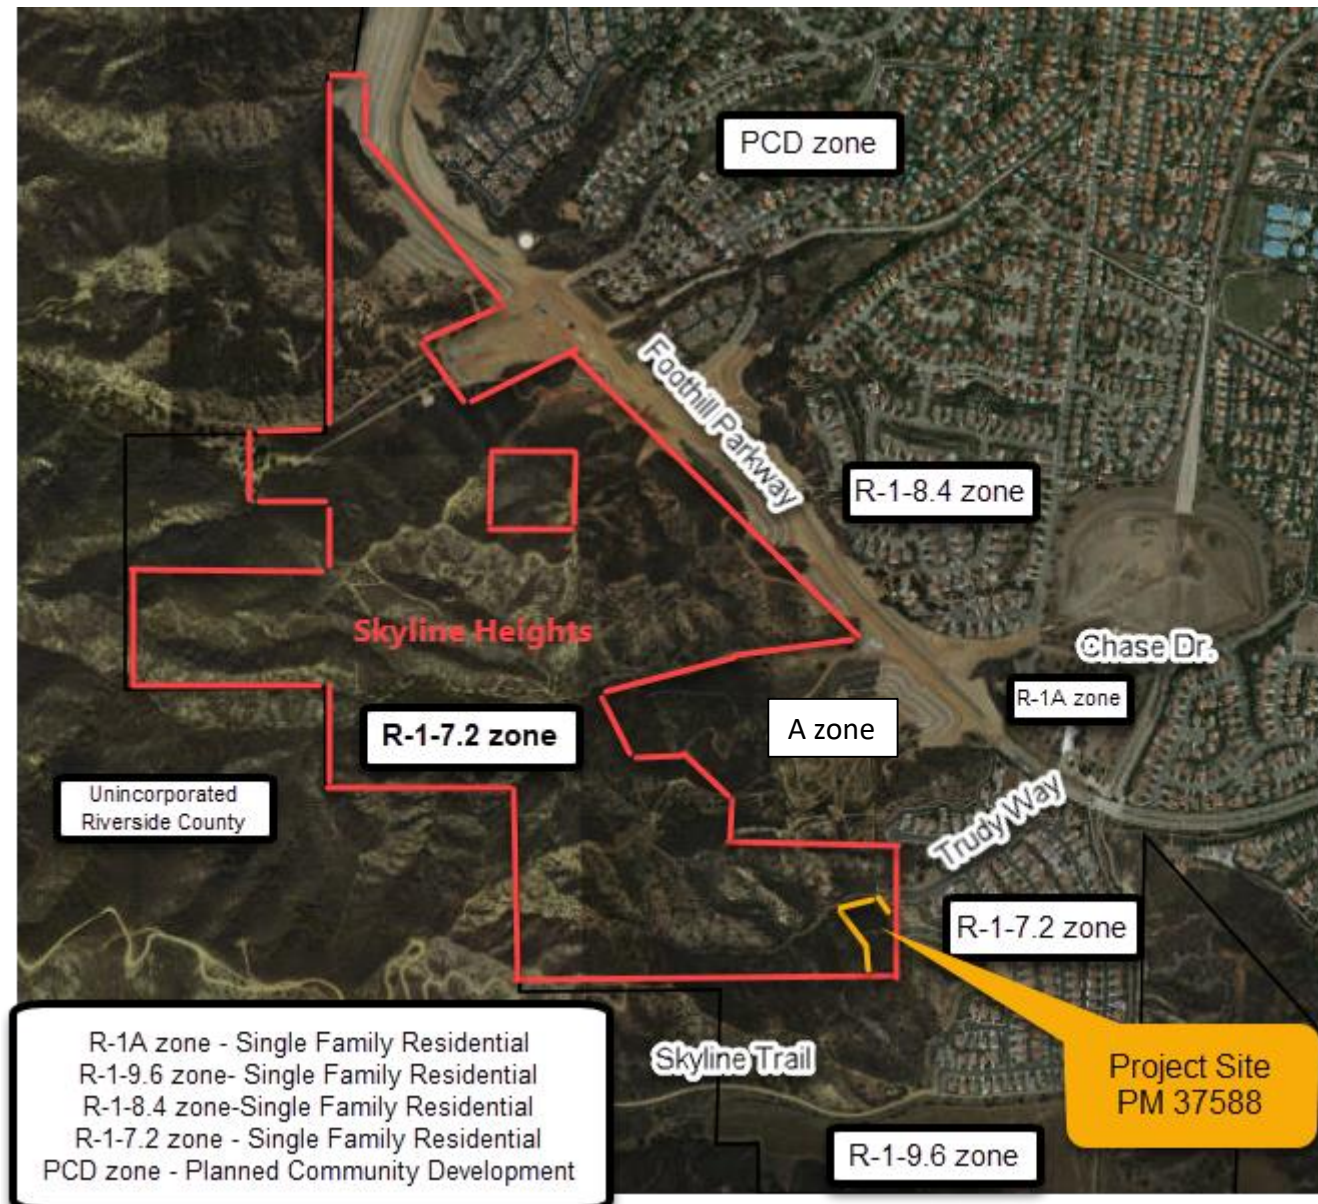 PCD zone
Foothill Parkway
R-1-8.4 zone
Skyline Heights
Chase Dr.
R-1A zone
A zone
R-1-7.2 zone
Unincorporated
Riverside County
Trudy Way
R-1-7.2 zone
R-1A zone - Single Family Residential
R-1-9.6 zone- Single Family Residential
R-1-8.4 zone-Single Family Residential
R-1-7.2 zone - Single Family Residential
PCD zone - Planned Community Development
Skyline Trail
Project Site
PM 37588
R-1-9.6 zone